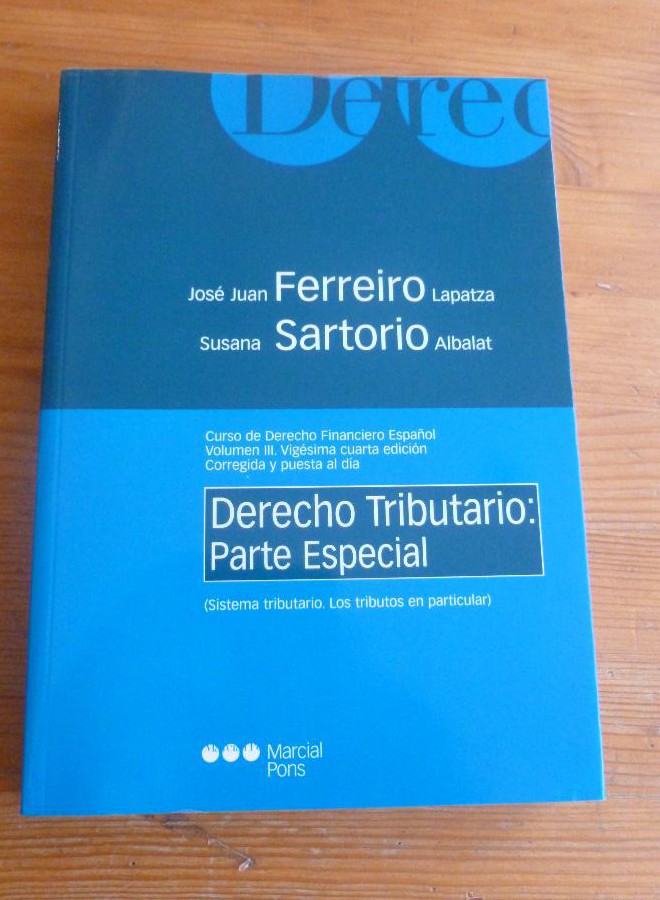 Derec
José Juan Ferreiro Lapatza
Susana Sartorio Albalat
Curso de Derecho Financiero Español
Volumen III. Vigésima cuarta edición
Corregida y puesta al día
Derecho Tributario:
Parte Especial
(Sistema tributario. Los tributos en particular)
Marcial
Pons